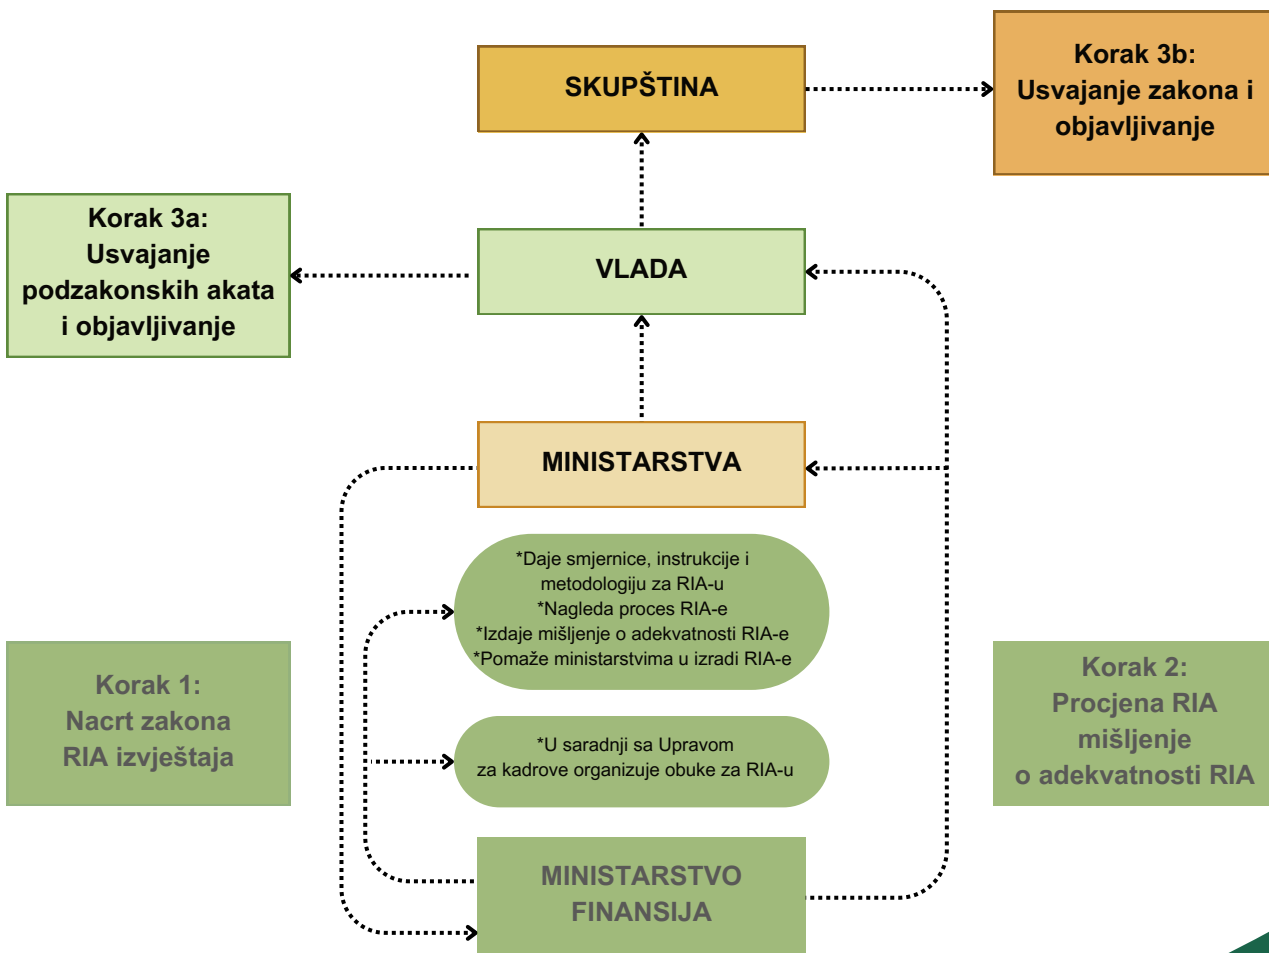 SKUPŠTINA
Korak 3b:
Usvajanje zakona i
objavljivanje
Korak 3a:
Usvajanje
podzakonskih akata
i objavljivanje
VLADA
MINISTARSTVA
*Daje smjernice, instrukcije i
metodologiju za RIA-u
*Nagleda proces RIA-e
*Izdaje mišljenje o adekvatnosti RIA-e
*Pomaže ministarstvima u izradi RIA-e
Korak 1:
Nacrt zakona
RIA izvještaja
Korak 2:
Procjena RIA
mišljenje
o adekvatnosti RIA
*U saradnji sa Upravom
za kadrove organizuje obuke za RIA-u
MINISTARSTVO
FINANSIJA